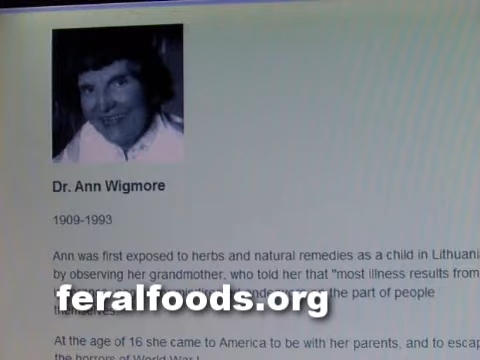 Dr. Ann Wigmore
1909-1993
Ann was first exposed to herbs and natural remedies as a child in Lithuani
by observing her grandmother, who told her that "most illness results from
the part of people
feralfoods.org
themselves.
At the age of 16 she came to America to be with her parents, and to escap
the horrors of World War I